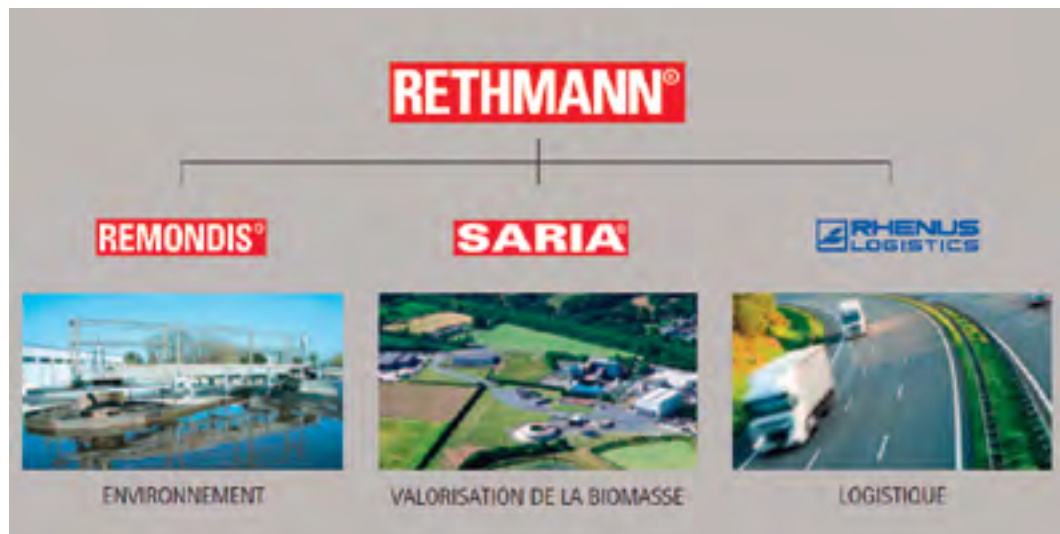 RETHMANN®
REMONDIS®
SARIA®
RHENUS
LOGISTICS
ENVIRONNEMENT
VALORISATION DE LA BIOMASSE
LOGISTIQUE